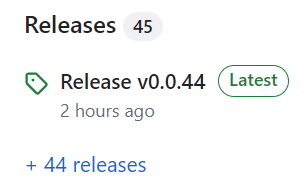 Releases 45
Release v0.0.44 Latest
2 hours ago
+ 44 releases